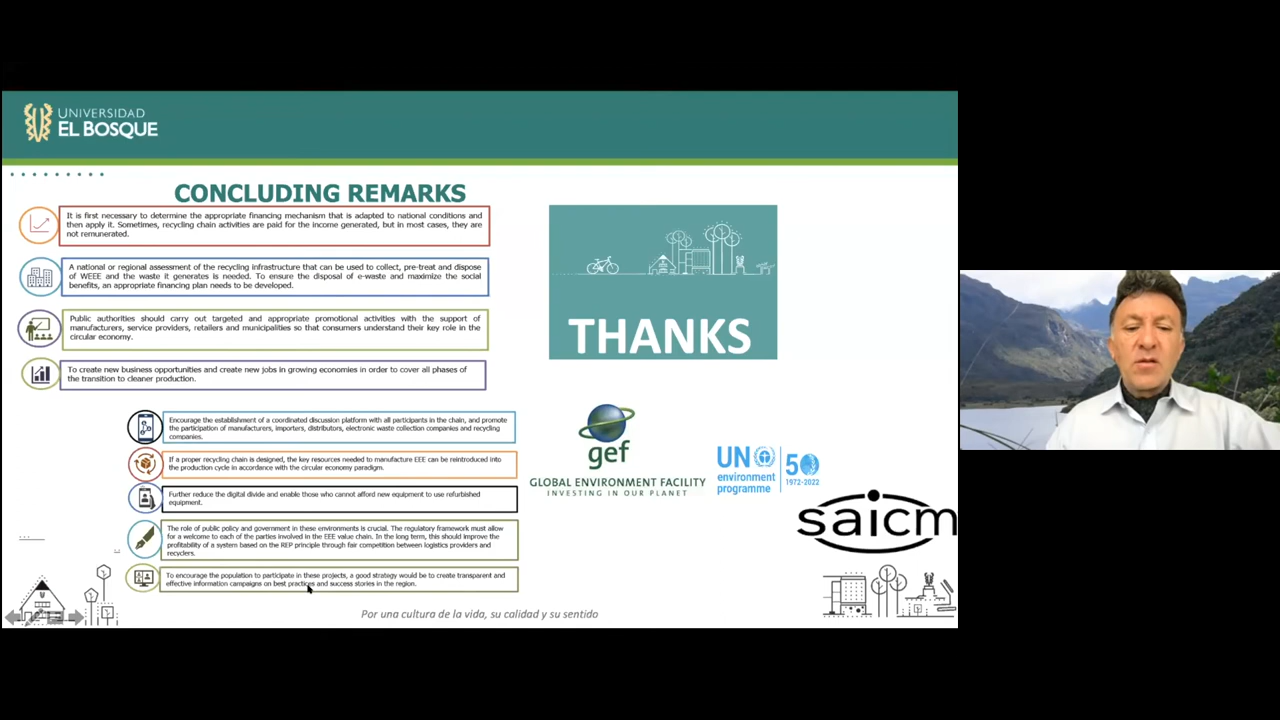 UNIVERSIDAD
EL BOSQUE
CONCLUDING REMARKS
It is first necessary to determine the appropriate financing mechanism that is adapted to national conditions and
then apply it. Sometimes, recycling chain activities are paid for the income generated, but in most cases, they are
not remunerated.
A national or regional assessment of the recycling infrastructure that can be used to collect, pre-treat and dispose
of WEEE and the waste it generates is needed. To ensure the disposal of e-waste and maximize the social
benefits, an appropriate financing plan needs to be developed.
Public authorities should carry out targeted and appropriate promotional activities with the support of
manufacturers, service providers, retailers and municipalities so that consumers understand their key role in the
circular economy.
To create new business opportunities and create new jobs in growing economies in order to cover all phases of
the transition to cleaner production.
Encourage the establishment of a coordinated discussion platform with all participants in the chain, and promote
the participation of manufacturers, importers, distributors, electronic waste collection companies and recycling
companies.
If a proper recycling chain is designed, the key resources needed to manufacture EEE can be reintroduced into
the production cycle in accordance with the circular economy paradigm.
Further reduce the digital divide and enable those who cannot afford new equipment to use refurbished
equipment.
The role of public policy and government in these environments is crucial. The regulatory framework must allow
for a welcome to each of the parties involved in the EEE value chain. In the long term, this should improve the
profitability of a system based on the REP principle through fair competition between logistics providers and
recyclers.
To encourage the population to participate in these projects, a good strategy would be to create transparent and
effective information campaigns on best practices and success stories in the region.
THANKS
gef
GLOBAL ENVIRONMENT FACILITY
INVESTING IN OUR PLANET
UN
environment
programme
50
1972-2022
saicm
Por una cultura de la vida, su calidad y su sentido